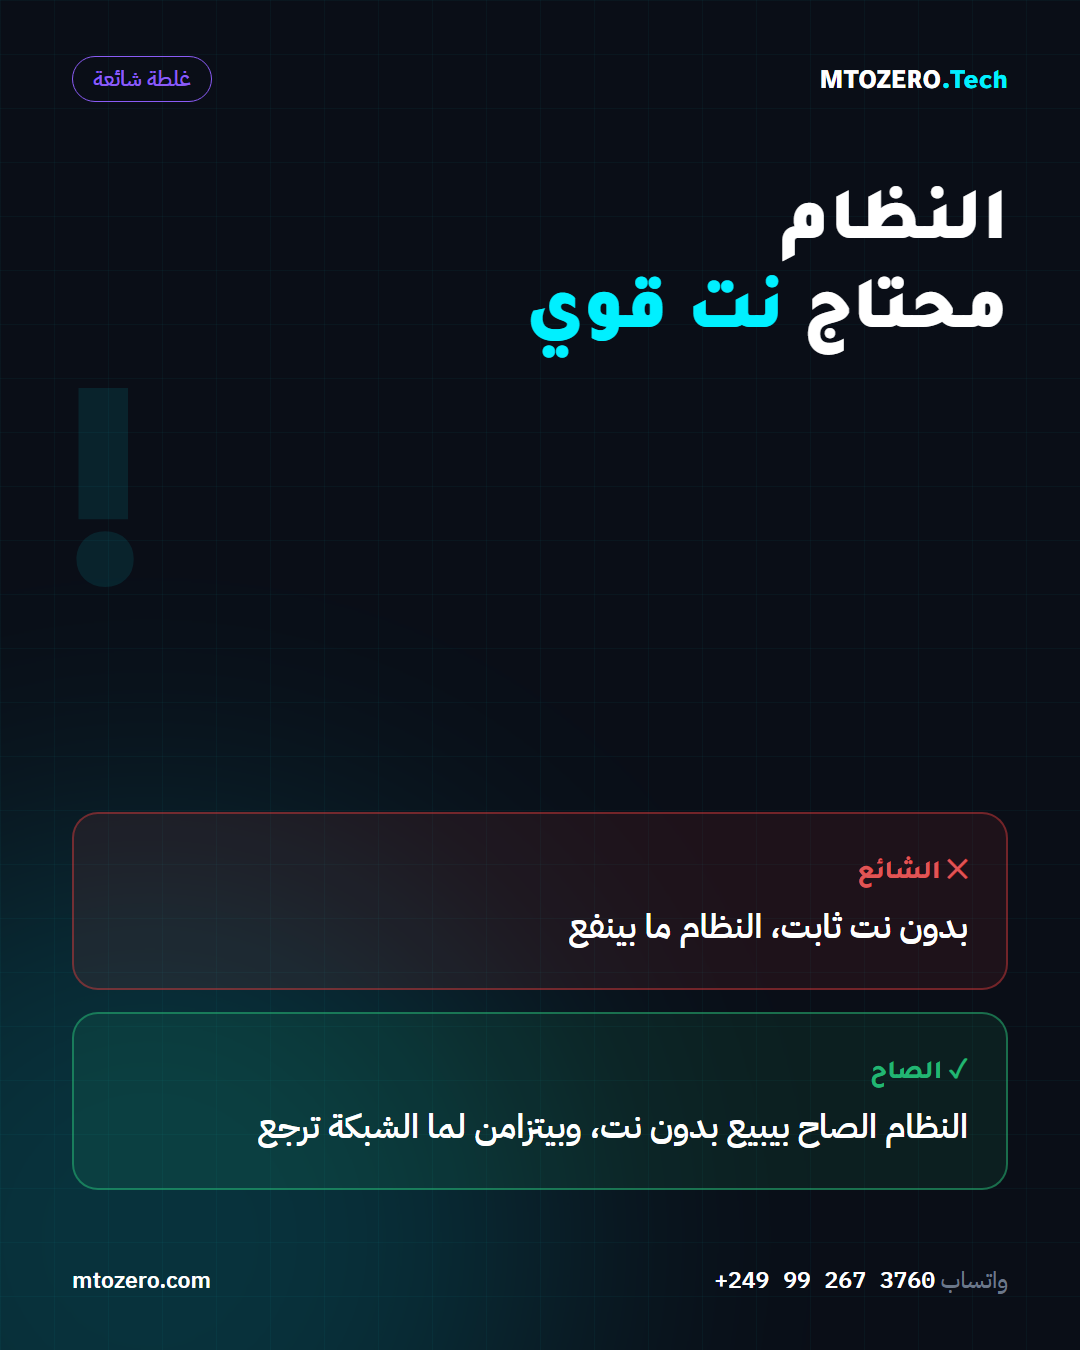 MTOZERO.Tech
غلطة شائعة
النظام
محتاج نت قوي
!
✕ الشائع
بدون نت ثابت، النظام ما بينفع
✓ الصاح
النظام الصاح بيبيع بدون نت، وبيتزامن لما الشبكة ترجع
واتساب +249 99 267 3760
mtozero.com